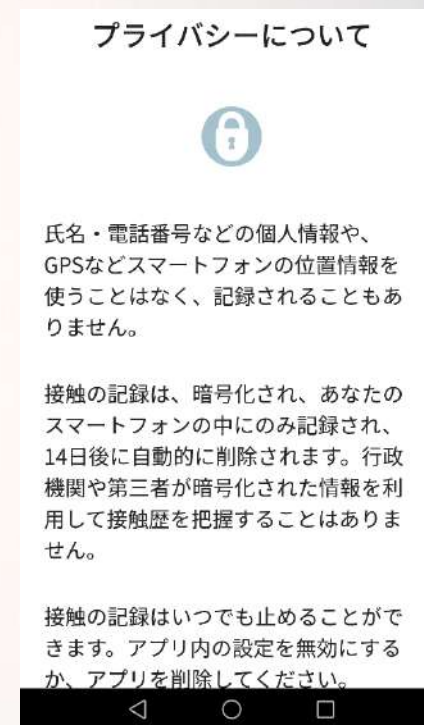 プライバシーについて
氏名・電話番号などの個人情報や、
GPSなどスマートフォンの位置情報を
使うことはなく、記録されることもあ
りません。
接触の記録は、暗号化され、あなたの
スマートフォンの中にのみ記録され、
14日後に自動的に削除されます。行政
機関や第三者が暗号化された情報を利
用して接触歴を把握することはありま
せん。
接触の記録はいつでも止めることがで
きます。アプリ内の設定を無効にする
か、アプリを削除してください。